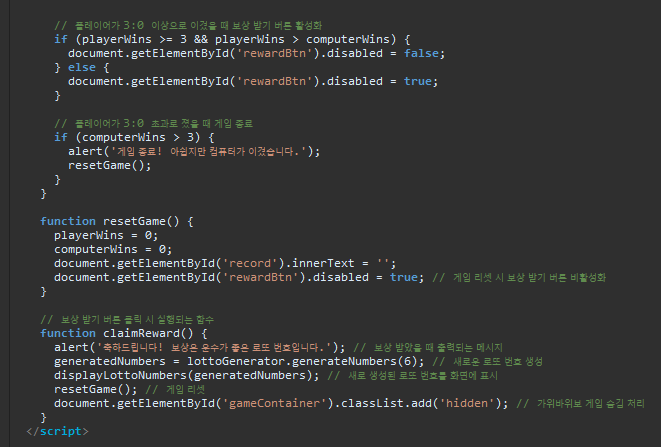 // 플레이어가 3:0 이상으로 이겼을 때 보상 받기 버튼 활성화
if (playerWins >= 3 && playerWins > computerWins) {
document.getElementById('rewardBtn').disabled = false;
} else {
document.getElementById('rewardBtn').disabled = true;
}
// 플레이어가 3:0 초과로 졌을 때 게임 종료
if (computerWins > 3) {
alert('게임 종료! 아쉽지만 컴퓨터가 이겼습니다.');
resetGame();
}
}
function resetGame() {
playerWins = 0;
computerWins = 0;
document.getElementById('record').innerText = '';
document.getElementById('rewardBtn').disabled = true; // 게임 리셋 시 보상 받기 버튼 비활성화
}
// 보상 받기 버튼 클릭 시 실행되는 함수
function claimReward() {
alert('축하드립니다! 보상은 운수가 좋은 로또 번호입니다.'); // 보상 받았을 때 출력되는 메시지
generatedNumbers = lottoGenerator.generateNumbers(6); // 새로운 로또 번호 생성
displayLottoNumbers(generatedNumbers); // 새로 생성된 로또 번호를 화면에 표시
resetGame(); // 게임 리셋
document.getElementById('gameContainer').classList.add('hidden'); // 가위바위보 게임 숨김 처리
}
</script>